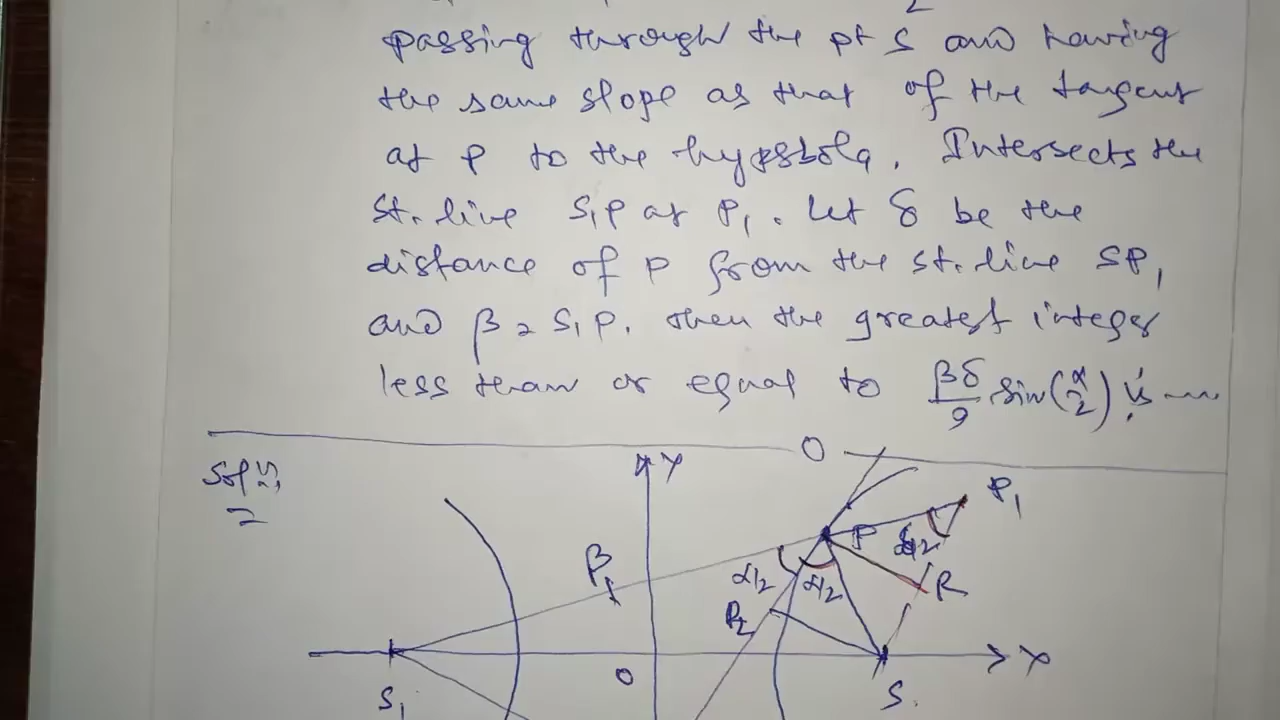 2
passing through the pt S and having
the same slope as that of the tangent
at P to the hyperbola. Intersects the
St. line S₁P at P₁. Let δ be the
distance of P from the st. line SP₁
and β = S₁P. Then the greatest integer
less than or equal to βδ/9 sin(α/2) is ...
O
Y
P₁
P
α/2
β
α/2 α/2
R
P₂
O
X
S₁
S